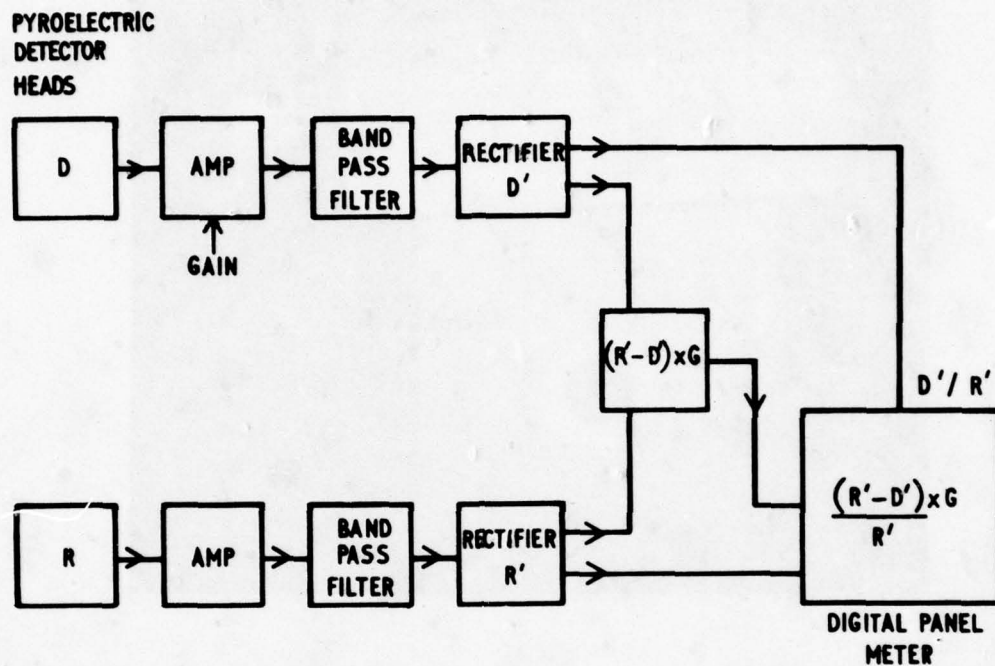 PYROELECTRIC
DETECTOR
HEADS
D
AMP
GAIN
BAND
PASS
FILTER
RECTIFIER
D'
(R'-D')×G
D'/R'
(R'-D')×G
R'
DIGITAL PANEL
METER
R
AMP
BAND
PASS
FILTER
RECTIFIER
R'